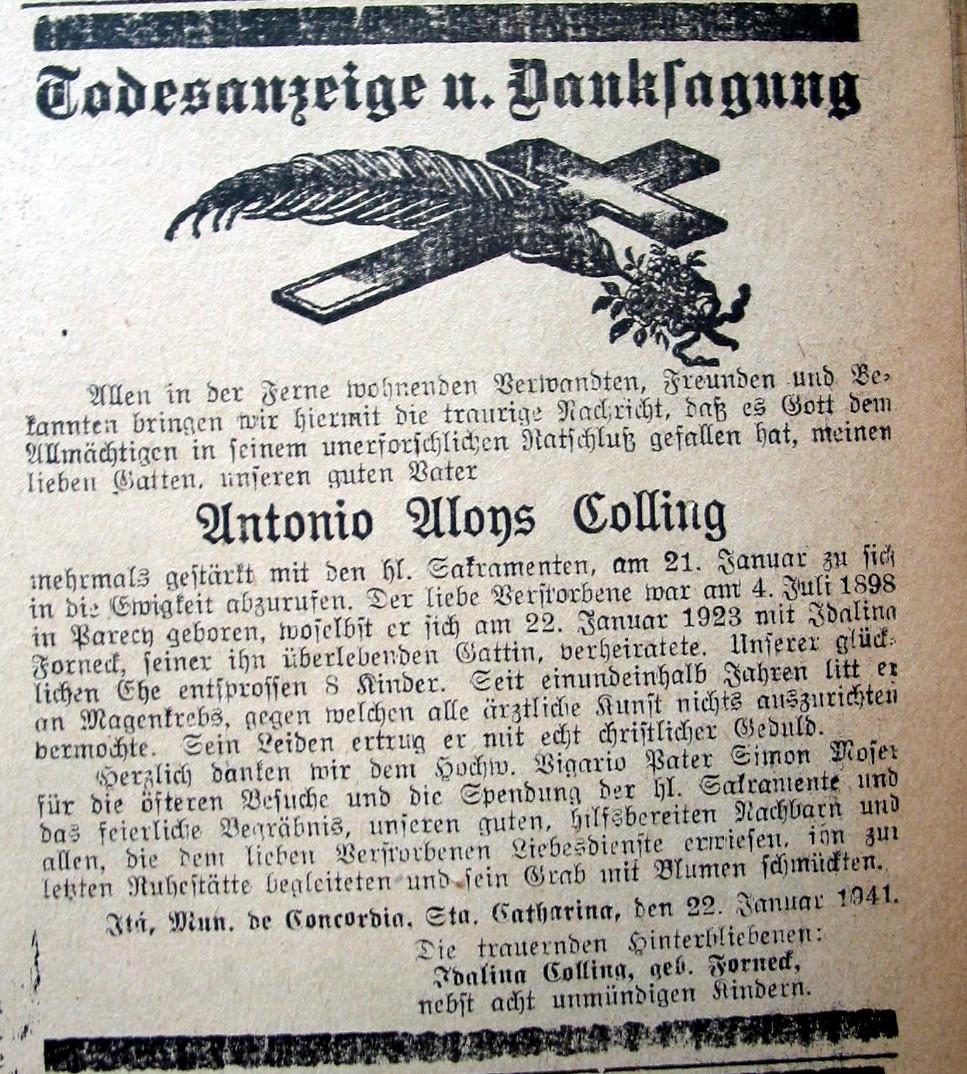 Todesanzeige u. Danksagung
Allen in der Ferne wohnenden Verwandten, Freunden und Be-
kannten bringen wir hiermit die traurige Nachricht, daß es Gott dem
Allmächtigen in seinem unerforschlichen Ratschluß gefallen hat, meinen
lieben Gatten, unseren guten Vater
Antonio Aloys Colling
mehrmals gestärkt mit den hl. Sakramenten, am 21. Januar zu sich
in die Ewigkeit abzurufen. Der liebe Verstorbene war am 4. Juli 1898
in Parecy geboren, woselbst er sich am 22. Januar 1923 mit Idalina
Forneck, seiner ihn überlebenden Gattin, verheiratete. Unserer glück-
lichen Ehe entsprossen 8 Kinder. Seit einundeinhalb Jahren litt er
an Magenkrebs, gegen welchen alle ärztliche Kunst nichts auszurichten
vermochte. Sein Leiden ertrug er mit echt christlicher Geduld.
Herzlich danken wir dem Hochw. Vigario Pater Simon Moser
für die öfteren Besuche und die Spendung der hl. Sakramente und
das feierliche Begräbnis, unseren guten, hilfsbereiten Nachbarn und
allen, die dem lieben Verstorbenen Liebesdienste erwiesen, ihn zur
letzten Ruhestätte begleiteten und sein Grab mit Blumen schmückten.
Itá, Mun. de Concordia, Sta. Catharina, den 22. Januar 1941.
Die trauernden Hinterbliebenen:
Idalina Colling, geb. Forneck,
nebst acht unmündigen Kindern.